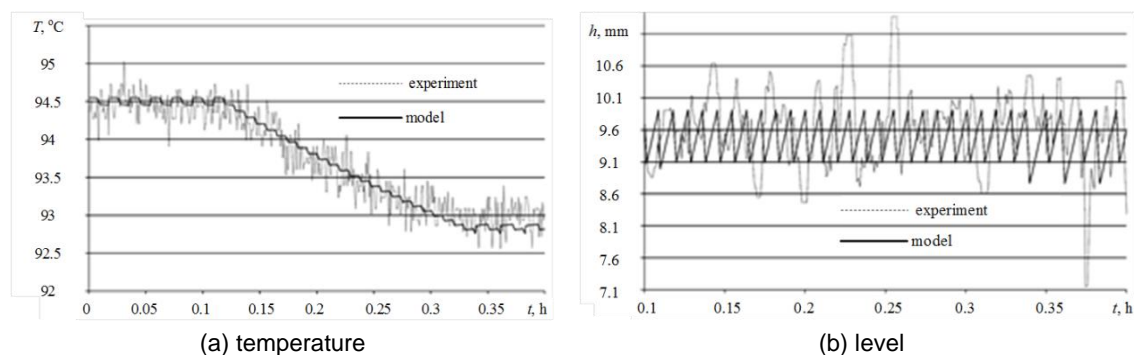 T, °C
95
94.5
94
93.5
93
92.5
92
0
0.05
0.1
0.15
0.2
0.25
0.3
0.35
t, h
experiment
model
(a) temperature
h, mm
10.6
10.1
9.6
9.1
8.6
8.1
7.6
7.1
0.1
0.15
0.2
0.25
0.3
0.35
t, h
experiment
model
(b) level